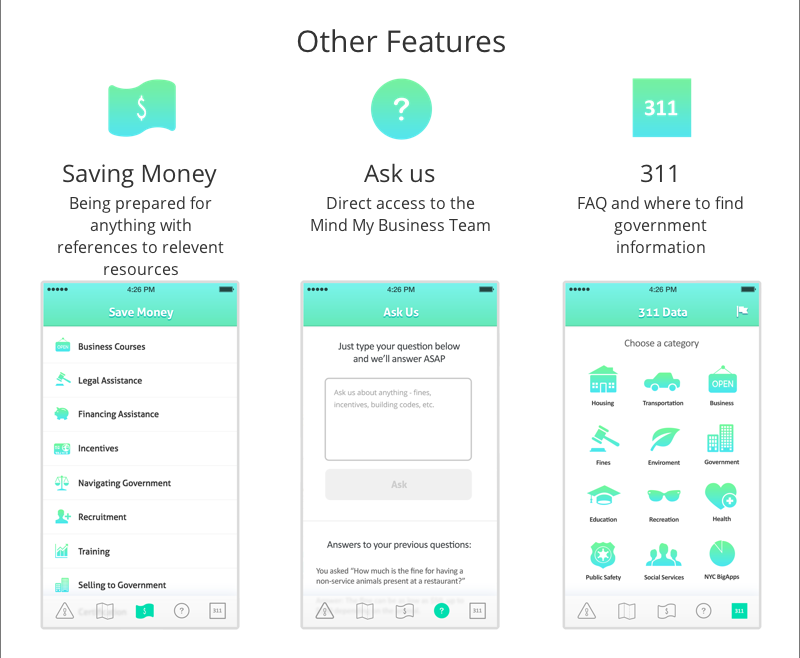 Other Features
$
?
311
Saving Money
Being prepared for
anything with
references to relevent
resources
Ask us
Direct access to the
Mind My Business Team
311
FAQ and where to find
government
information
4:26 PM
Save Money
OPEN
Business Courses
Legal Assistance
Financing Assistance
Incentives
Navigating Government
Recruitment
Training
Selling to Government
$
?
311
4:26 PM
Ask Us
Just type your question below
and we'll answer ASAP
Ask us about anything - fines,
incentives, building codes, etc.
Ask
Answers to your previous questions:
You asked "How much is the fine for having a
non-service animals present at a restaurant?"
$
?
311
4:26 PM
311 Data
Choose a category
OPEN
Housing
Transportation
Business
Fines
Enviroment
Government
Education
Recreation
Health
Public Safety
Social Services
NYC BigApps
$
?
311